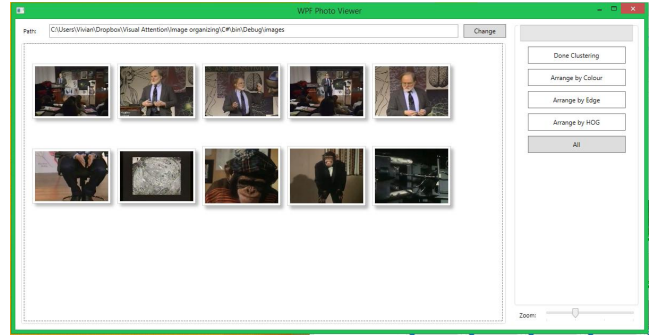 WPF Photo Viewer
Path:
C:\Users\Vivian\Dropbox\Visual Attention\Image organizing\C#\bin\Debug\images
Change
Done Clustering
Arrange by Colour
Arrange by Edge
Arrange by HOG
All
Zoom: